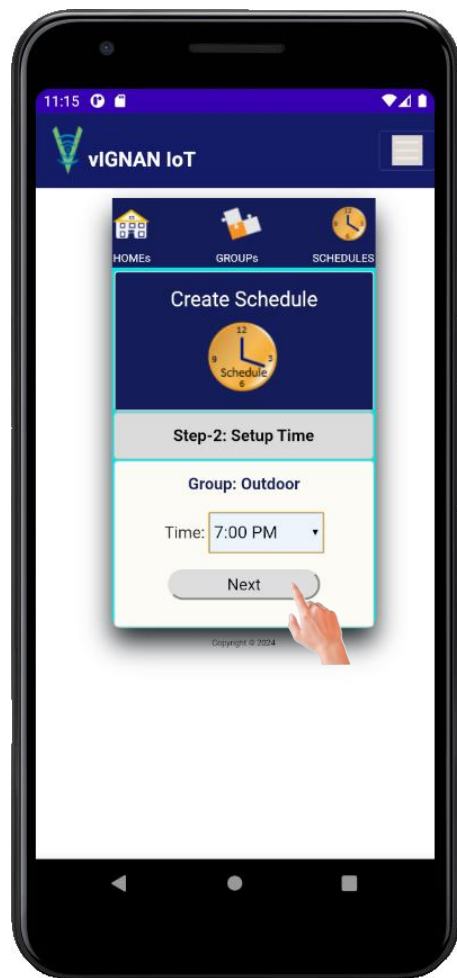 11:15
vIGNAN IoT
HOMEs GROUPs SCHEDULES
Create Schedule
12
9 3
Schedule
6
Step-2: Setup Time
Group: Outdoor
Time: 7:00 PM
Next
Copyright © 2024